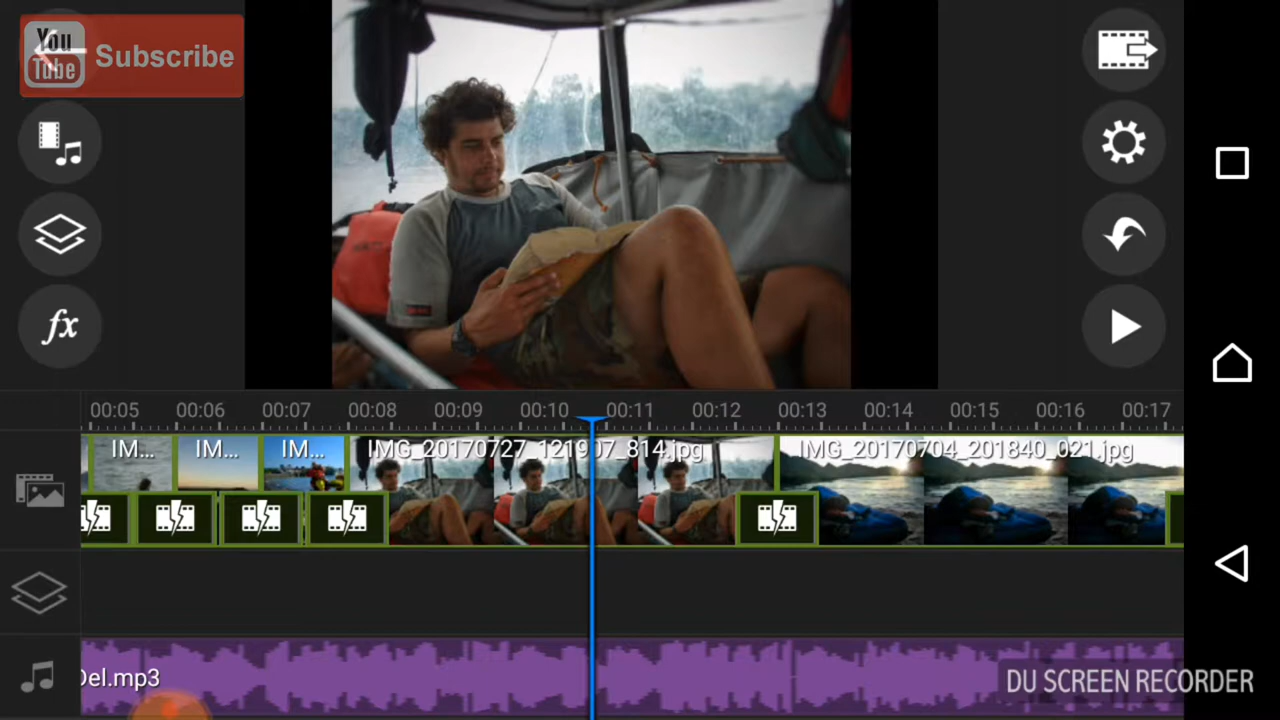 You
Tube
Subscribe
fx
00:05 00:06 00:07 00:08 00:09 00:10 00:11 00:12 00:13 00:14 00:15 00:16 00:17
IM... IM... IM... IMG_20170727_121907_814.jpg IMG_20170704_201840_021.jpg
Del.mp3
DU SCREEN RECORDER